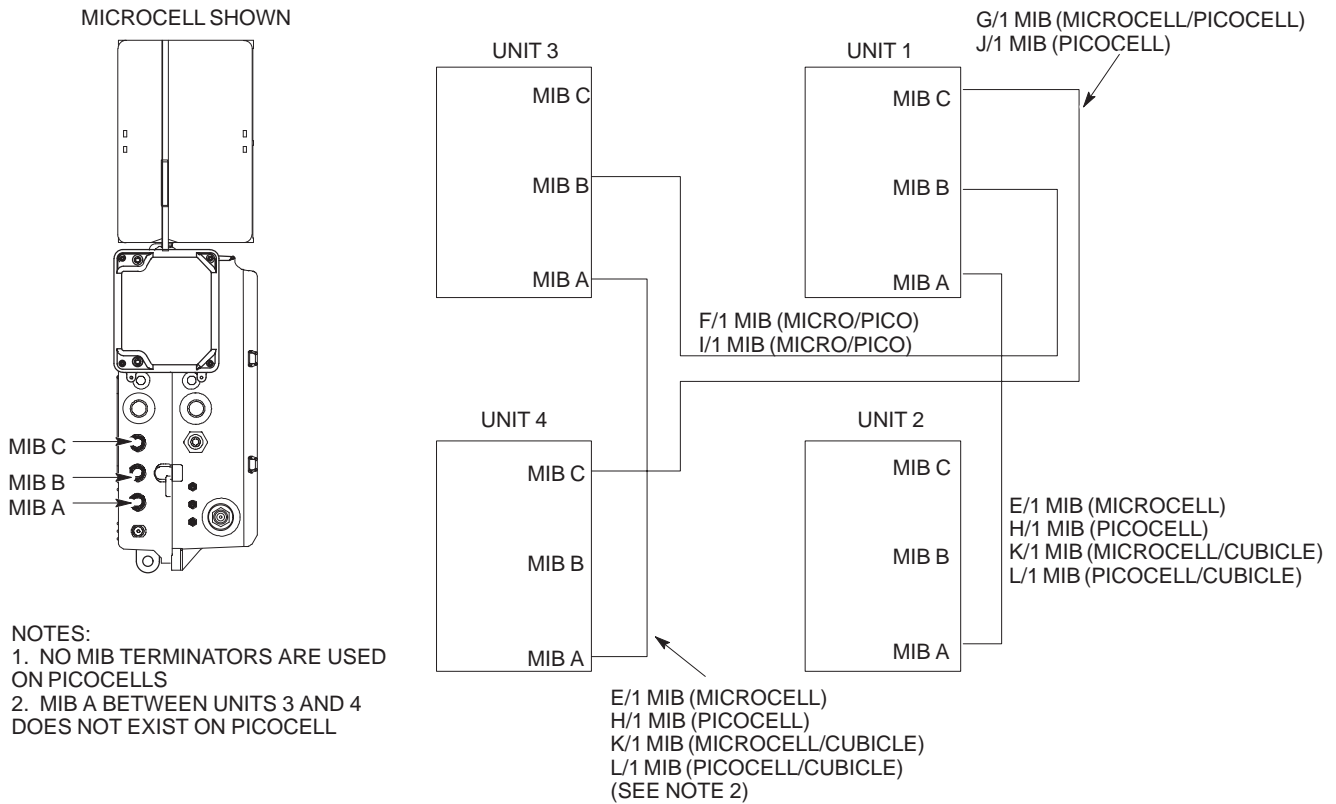 MICROCELL SHOWN
MIB C
MIB B
MIB A
NOTES:
1. NO MIB TERMINATORS ARE USED
ON PICOCELLS
2. MIB A BETWEEN UNITS 3 AND 4
DOES NOT EXIST ON PICOCELL
UNIT 3
MIB C
MIB B
MIB A
UNIT 1
MIB C
MIB B
MIB A
G/1 MIB (MICROCELL/PICOCELL)
J/1 MIB (PICOCELL)
F/1 MIB (MICRO/PICO)
I/1 MIB (MICRO/PICO)
UNIT 4
MIB C
MIB B
MIB A
UNIT 2
MIB C
MIB B
MIB A
E/1 MIB (MICROCELL)
H/1 MIB (PICOCELL)
K/1 MIB (MICROCELL/CUBICLE)
L/1 MIB (PICOCELL/CUBICLE)
E/1 MIB (MICROCELL)
H/1 MIB (PICOCELL)
K/1 MIB (MICROCELL/CUBICLE)
L/1 MIB (PICOCELL/CUBICLE)
(SEE NOTE 2)